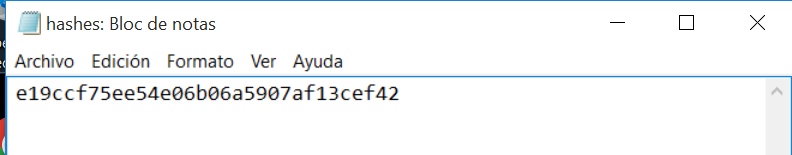 hashes: Bloc de notas
Archivo Edición Formato Ver Ayuda
e19ccf75ee54e06b06a5907af13cef42